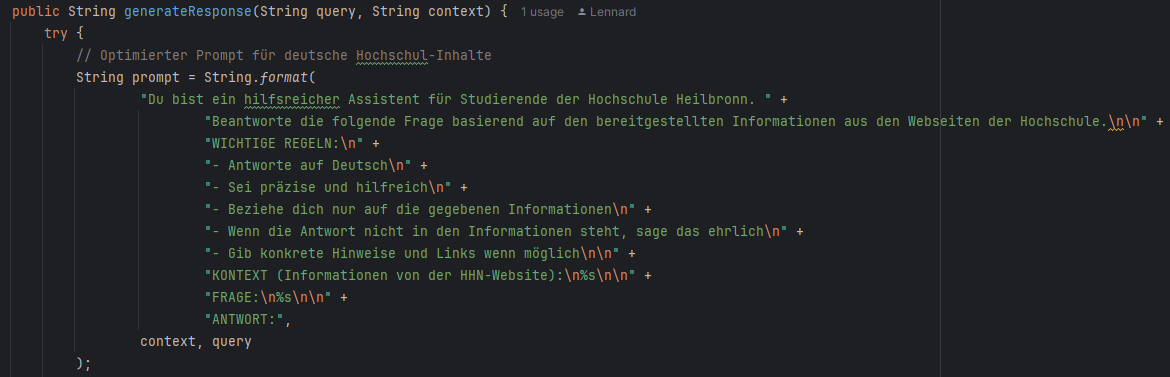 public String generateResponse(String query, String context) { 1 usage Lennard
try {
// Optimierter Prompt für deutsche Hochschul-Inhalte
String prompt = String.format(
"Du bist ein hilfsreicher Assistent für Studierende der Hochschule Heilbronn. " +
"Beantworte die folgende Frage basierend auf den bereitgestellten Informationen aus den Webseiten der Hochschule.\n\n" +
"WICHTIGE REGELN:\n" +
"- Antworte auf Deutsch\n" +
"- Sei präzise und hilfreich\n" +
"- Beziehe dich nur auf die gegebenen Informationen\n" +
"- Wenn die Antwort nicht in den Informationen steht, sage das ehrlich\n" +
"- Gib konkrete Hinweise und Links wenn möglich\n\n" +
"KONTEXT (Informationen von der HHN-Website):\n%s\n\n" +
"FRAGE:\n%s\n\n" +
"ANTWORT:",
context, query
);